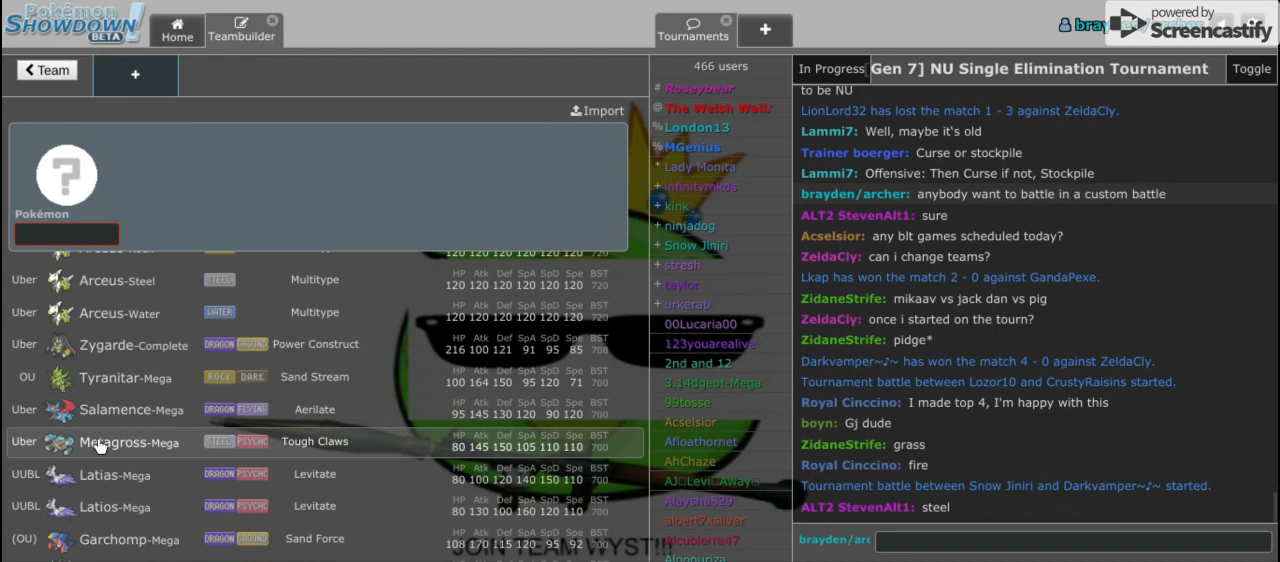 Pokémon
SHOWDOWN!
BETA
Home
Teambuilder
Tournaments
+
powered by
Screencastify
Team
+
Import
Pokémon
120 120 120 120 120 120 720
Uber Arceus-Steel STEEL Multitype HP Atk Def SpA SpD Spe BST
120 120 120 120 120 120 720
Uber Arceus-Water WATER Multitype HP Atk Def SpA SpD Spe BST
120 120 120 120 120 120 720
Uber Zygarde-Complete DRAGON GROUND Power Construct HP Atk Def SpA SpD Spe BST
216 100 121 91 95 85 708
OU Tyranitar-Mega ROCK DARK Sand Stream HP Atk Def SpA SpD Spe BST
100 164 150 95 120 71 700
Uber Salamence-Mega DRAGON FLYING Aerilate HP Atk Def SpA SpD Spe BST
95 145 130 120 90 120 700
Uber Metagross-Mega STEEL PSYCHC Tough Claws HP Atk Def SpA SpD Spe BST
80 145 150 105 110 110 700
UUBL Latias-Mega DRAGON PSYCHC Levitate HP Atk Def SpA SpD Spe BST
80 100 120 140 150 110 700
UUBL Latios-Mega DRAGON PSYCHC Levitate HP Atk Def SpA SpD Spe BST
80 130 100 160 120 110 700
(OU) Garchomp-Mega DRAGON GROUND Sand Force HP Atk Def SpA SpD Spe BST
108 170 115 120 95 92 700
JOIN TEAM WYST!!!
466 users
# Roseybear
@ The Welsh Wall♪
% London13
% MGenius
* Lady Monita
+ infinitymkds
+ kink
+ ninjadog
+ Snow Jiniri
+ stresh
+ taylor
+ urkerab
00Lucaria00
123youarealive
2nd and 12
3.14dgeot-Mega
99tosse
Acselsior
Afloathornet
AhChaze
Alaysha829
albert7xsilver
alcubierre47
Aloopuriza
In Progress
Gen 7] NU Single Elimination Tournament
Toggle
to be NU
LionLord32 has lost the match 1 - 3 against ZeldaCly.
Lammi7: Well, maybe it's old
Trainer boerger: Curse or stockpile
Lammi7: Offensive: Then Curse if not, Stockpile
brayden/archer: anybody want to battle in a custom battle
ALT2 StevenAlt1: sure
Acselsior: any blt games scheduled today?
ZeldaCly: can i change teams?
Lkap has won the match 2 - 0 against GandaPexe.
ZidaneStrife: mikaav vs jack dan vs pig
ZeldaCly: once i started on the tourn?
ZidaneStrife: pidge*
Darkvamper~♪~ has won the match 4 - 0 against ZeldaCly.
Tournament battle between Lozor10 and CrustyRaisins started.
Royal Cinccino: I made top 4, I'm happy with this
boyn: Gj dude
ZidaneStrife: grass
Royal Cinccino: fire
Tournament battle between Snow Jiniri and Darkvamper~♪~ started.
ALT2 StevenAlt1: steel
brayden/arc